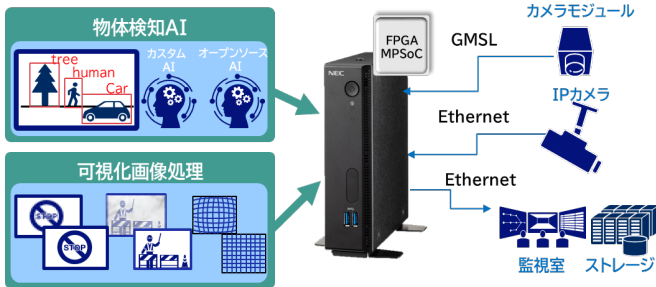 物体検知AI
tree
human
Car
カスタム
AI
オープンソース
AI
可視化画像処理
STOP
STOP
NEC
FPGA
MPSoC
GMSL
Ethernet
Ethernet
カメラモジュール
IPカメラ
監視室
ストレージ